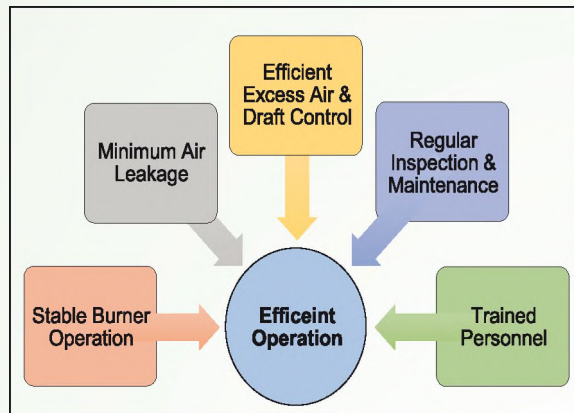 Efficient
Excess Air &
Draft Control
Minimum Air
Leakage
Regular
Inspection &
Maintenance
Stable Burner
Operation
Efficeint
Operation
Trained
Personnel